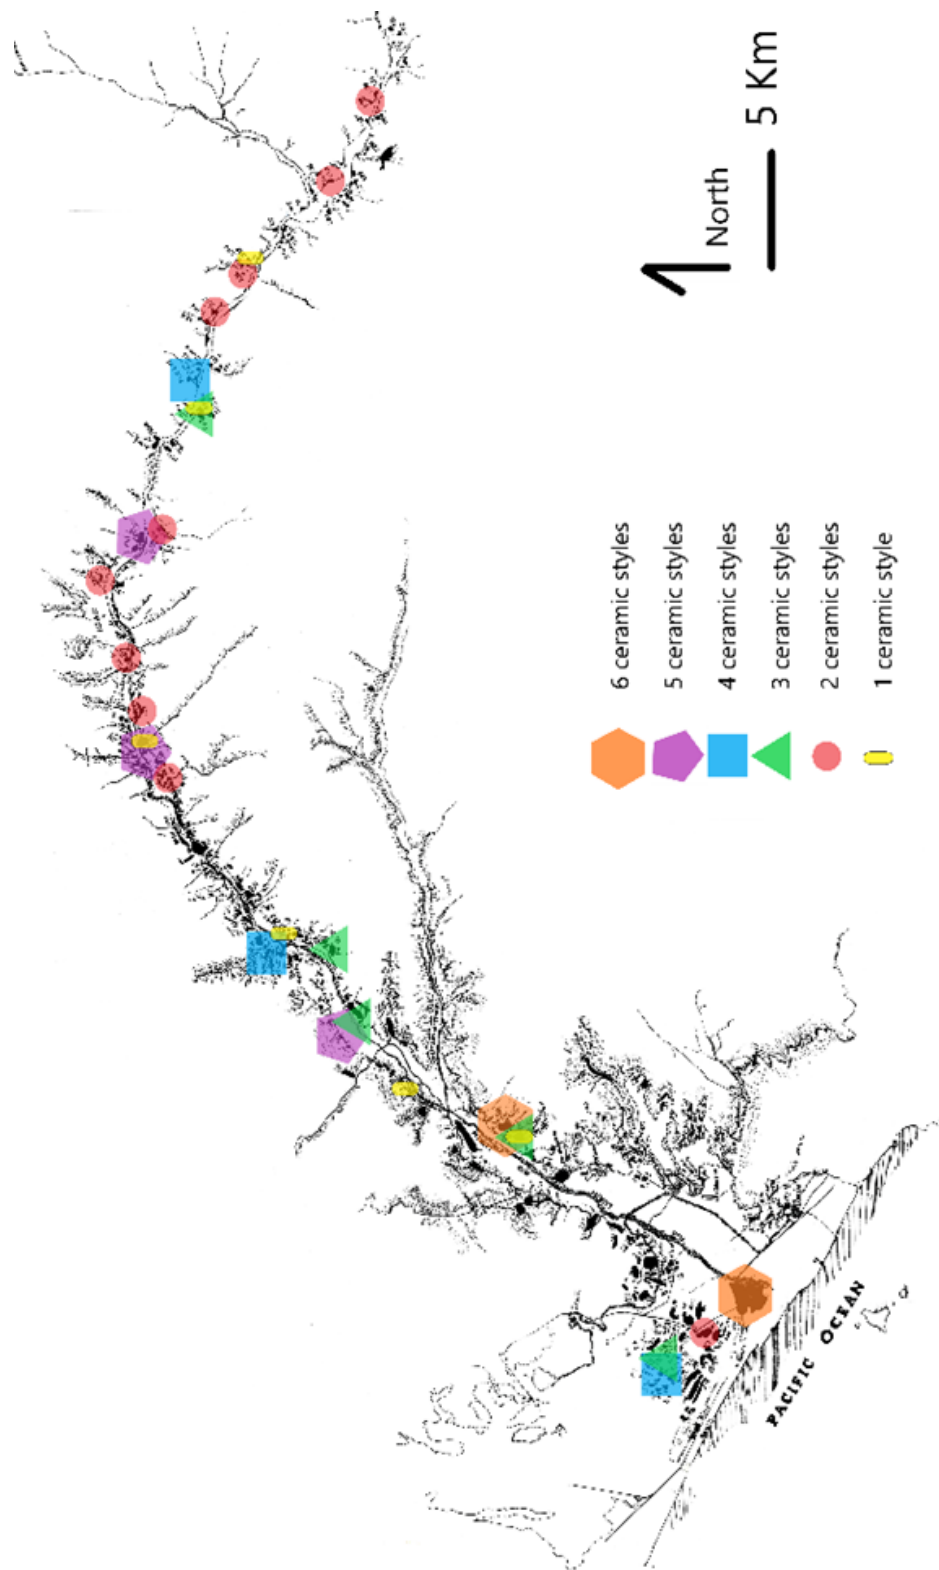 North
5 Km
6 ceramic styles
5 ceramic styles
4 ceramic styles
3 ceramic styles
2 ceramic styles
1 ceramic style
PACIFIC OCEAN